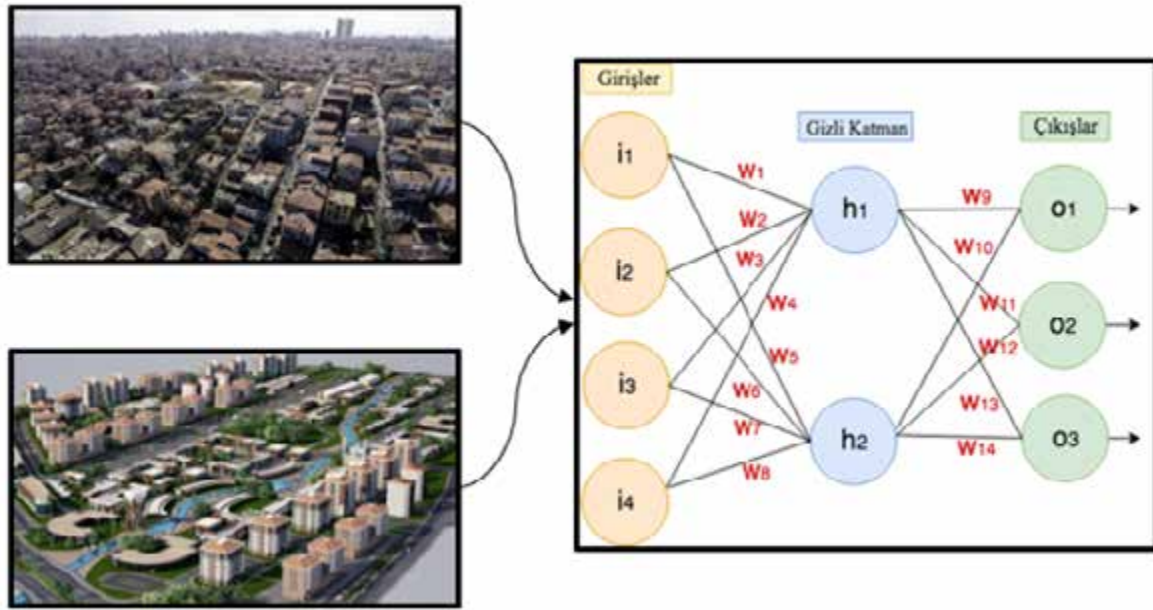 Girişler
Gizli Katman
Çıkışlar
i1
i2
i3
i4
h1
h2
o1
o2
o3
w1
w2
w3
w4
w5
w6
w7
w8
w9
w10
w11
w12
w13
w14